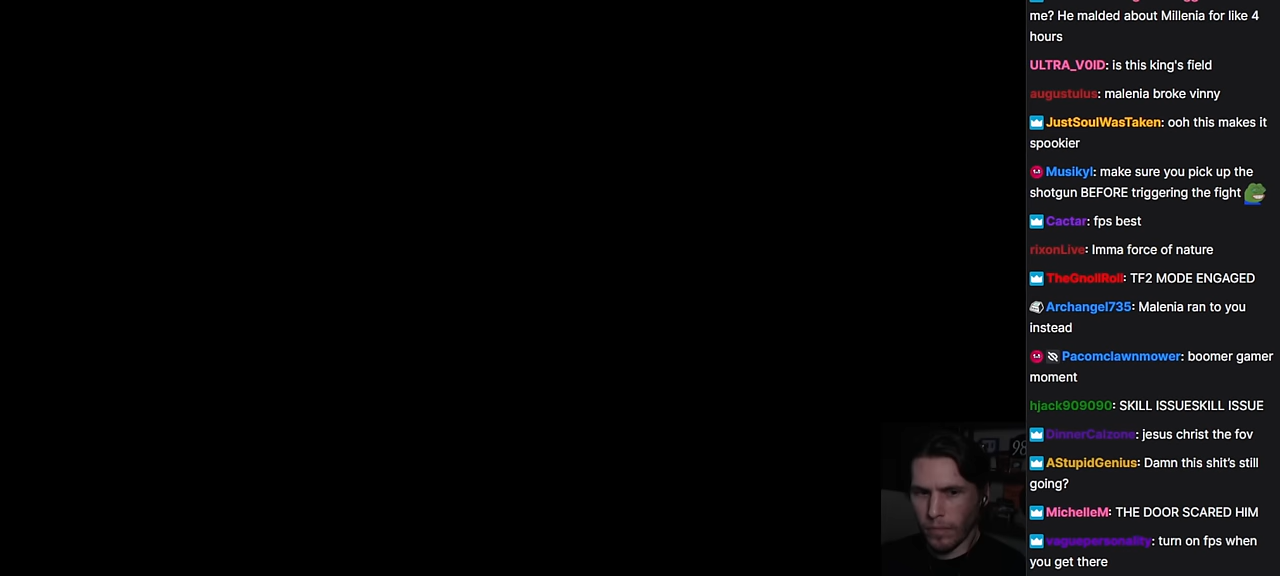 me? He malded about Millenia for like 4
hours
ULTRA_V0ID: is this king's field
augustulus: malenia broke vinny
JustSoulWasTaken: ooh this makes it
spookier
Musikyl: make sure you pick up the
shotgun BEFORE triggering the fight
Cactar: fps best
rixonLive: Imma force of nature
TheGnollRoll: TF2 MODE ENGAGED
Archangel735: Malenia ran to you
instead
Pacomclawnmower: boomer gamer
moment
hjack909090: SKILL ISSUESKILL ISSUE
DinnerCalzone: jesus christ the fov
AStupidGenius: Damn this shit's still
going?
MichelleM: THE DOOR SCARED HIM
vaguepersonality: turn on fps when
you get there
98